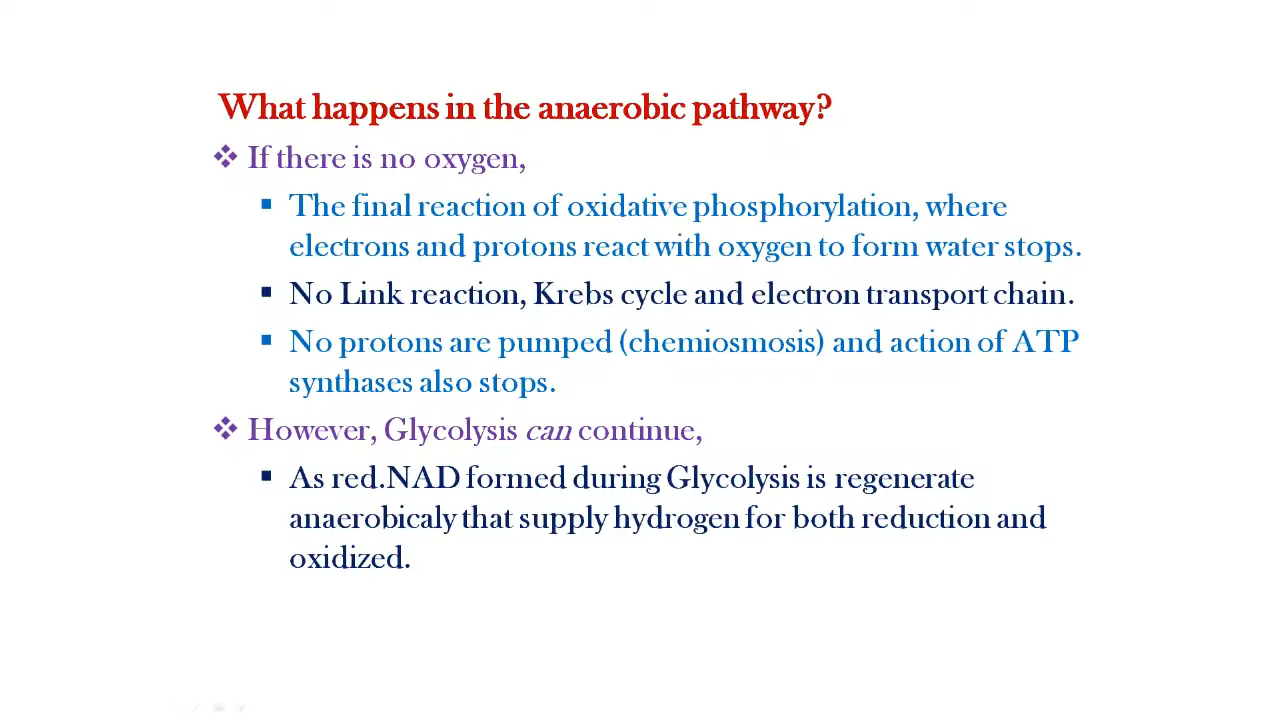 What happens in the anaerobic pathway?
❖ If there is no oxygen,
▪ The final reaction of oxidative phosphorylation, where
electrons and protons react with oxygen to form water stops.
▪ No Link reaction, Krebs cycle and electron transport chain.
▪ No protons are pumped (chemiosmosis) and action of ATP
synthases also stops.
❖ However, Glycolysis can continue,
▪ As red.NAD formed during Glycolysis is regenerate
anaerobicaly that supply hydrogen for both reduction and
oxidized.